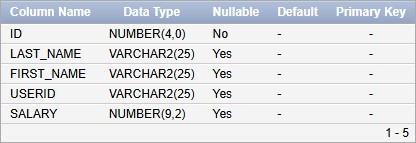 Column Name Data Type Nullable Default Primary Key
ID NUMBER(4,0) No - -
LAST_NAME VARCHAR2(25) Yes - -
FIRST_NAME VARCHAR2(25) Yes - -
USERID VARCHAR2(25) Yes - -
SALARY NUMBER(9,2) Yes - -
1 - 5